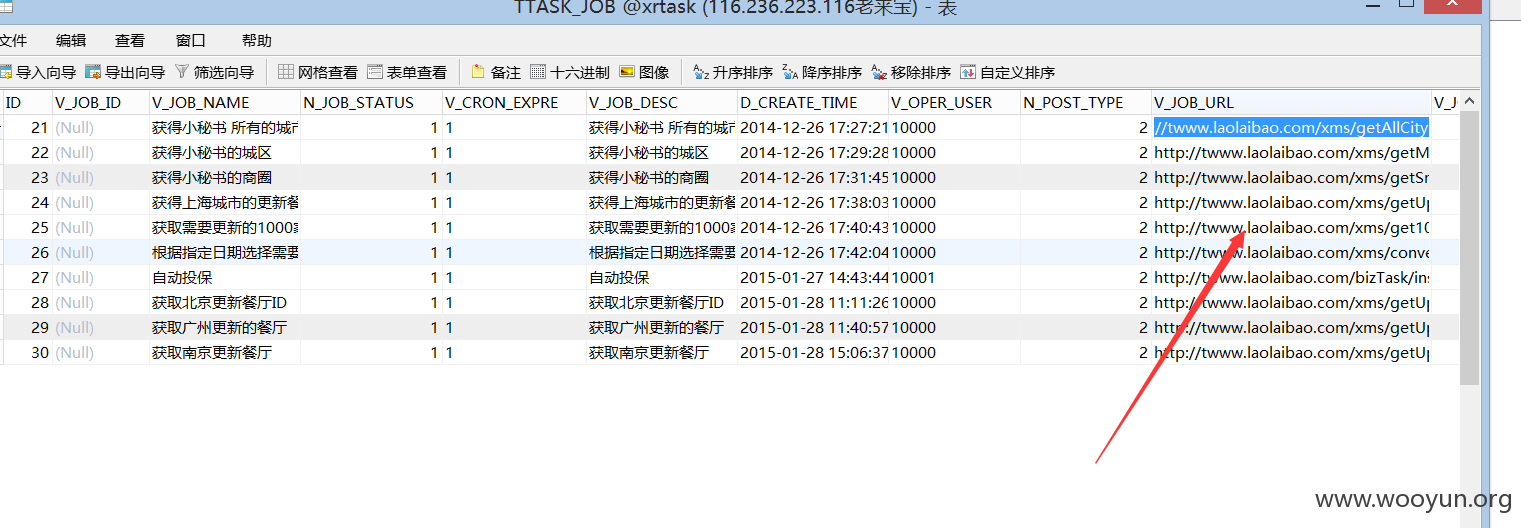 TTASK_JOB @xrtask (116.236.223.116老来宝) - 表
文件 编辑 查看 窗口 帮助
导入向导 导出向导 筛选向导 网格查看 表单查看 备注 十六进制 图像 升序排序 降序排序 移除排序 自定义排序
ID V_JOB_ID V_JOB_NAME N_JOB_STATUS V_CRON_EXPRE V_JOB_DESC D_CREATE_TIME V_OPER_USER N_POST_TYPE V_JOB_URL
21 (Null) 获得小秘书 所有的城市 1 1 获得小秘书 所有的城市 2014-12-26 17:27:21 10000 2 //twww.laolaibao.com/xms/getAllCity
22 (Null) 获得小秘书的城区 1 1 获得小秘书的城区 2014-12-26 17:29:28 10000 2 http://twww.laolaibao.com/xms/getM
23 (Null) 获得小秘书的商圈 1 1 获得小秘书的商圈 2014-12-26 17:31:45 10000 2 http://twww.laolaibao.com/xms/getSr
24 (Null) 获得上海城市的更新餐 1 1 获得上海城市的更新餐 2014-12-26 17:38:03 10000 2 http://twww.laolaibao.com/xms/getUp
25 (Null) 获取需要更新的1000家 1 1 获取需要更新的1000家 2014-12-26 17:40:43 10000 2 http://twww.laolaibao.com/xms/get10
26 (Null) 根据指定日期选择需要 1 1 根据指定日期选择需要 2014-12-26 17:42:04 10000 2 http://twww.laolaibao.com/xms/conve
27 (Null) 自动投保 1 1 自动投保 2015-01-27 14:43:44 10001 2 http://twww.laolaibao.com/bizTask/in
28 (Null) 获取北京更新餐厅ID 1 1 获取北京更新餐厅ID 2015-01-28 11:11:26 10000 2 http://twww.laolaibao.com/xms/getUp
29 (Null) 获取广州更新的餐厅 1 1 获取广州更新的餐厅 2015-01-28 11:40:57 10000 2 http://twww.laolaibao.com/xms/getUp
30 (Null) 获取南京更新餐厅 1 1 获取南京更新餐厅 2015-01-28 15:06:37 10000 2 http://twww.laolaibao.com/xms/getUp
www.wooyun.org